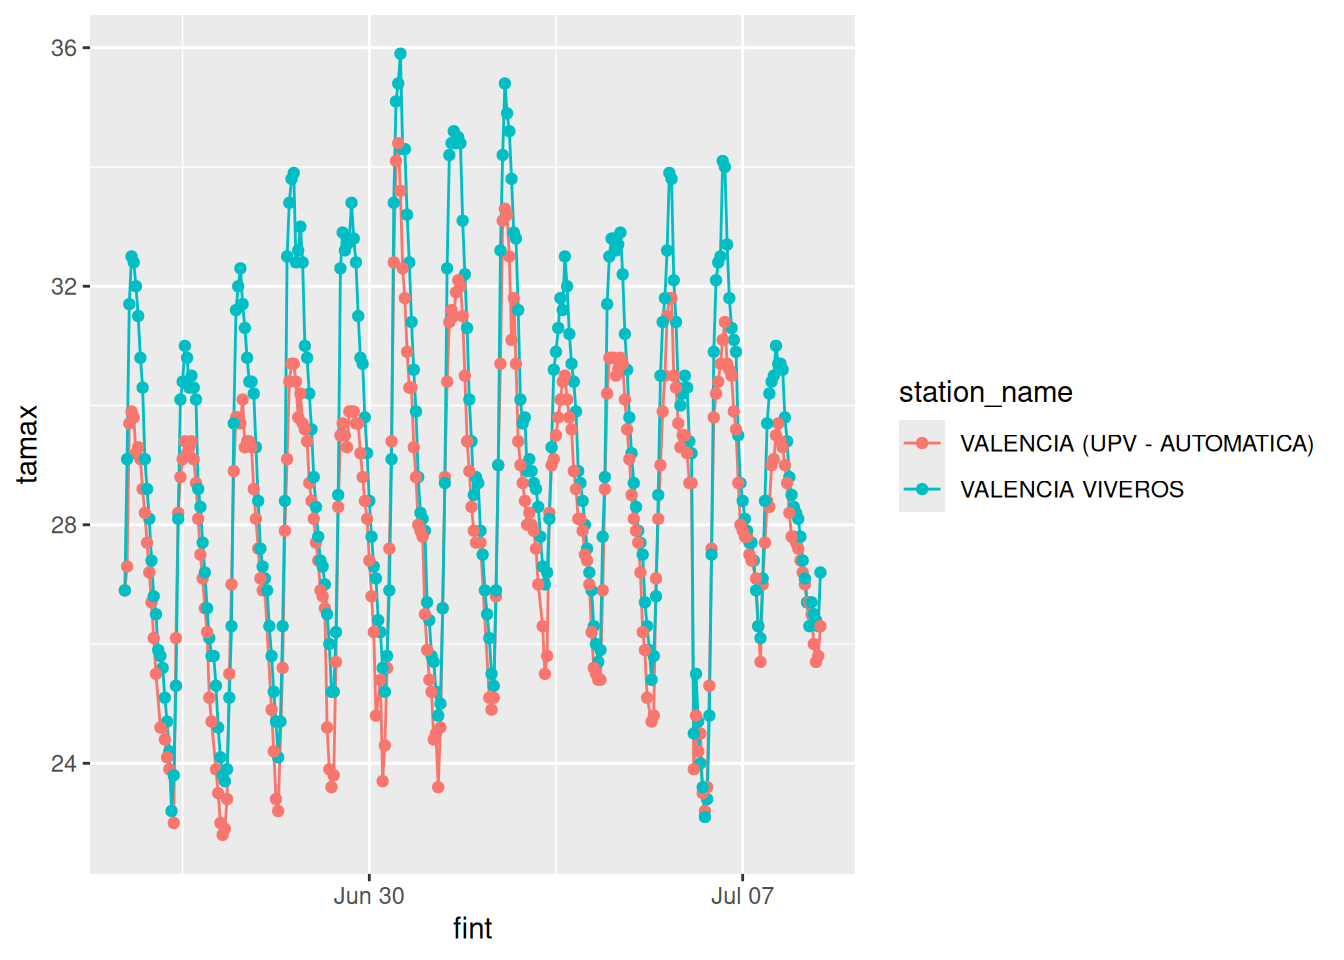 36
32
28
24
tamax
Jun 30
Jul 07
fint
station_name
VALENCIA (UPV - AUTOMATICA)
VALENCIA VIVEROS